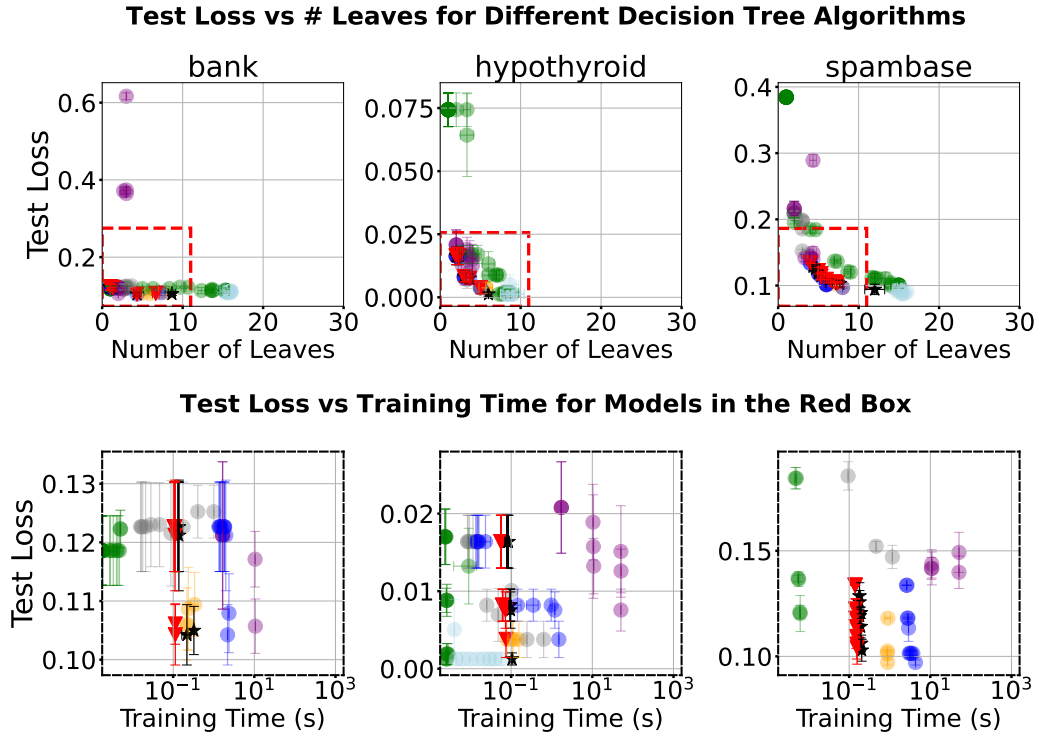 Test Loss vs # Leaves for Different Decision Tree Algorithms
bank hypothyroid spambase
Test Loss
0.6
0.4
0.2
0 10 20 30
Number of Leaves
0.075
0.050
0.025
0.000
0 10 20 30
Number of Leaves
0.4
0.3
0.2
0.1
0 10 20 30
Number of Leaves
Test Loss vs Training Time for Models in the Red Box
Test Loss
0.13
0.12
0.11
0.10
10⁻¹ 10¹ 10³
Training Time (s)
0.02
0.01
0.00
10⁻¹ 10¹ 10³
Training Time (s)
0.15
0.10
10⁻¹ 10¹ 10³
Training Time (s)